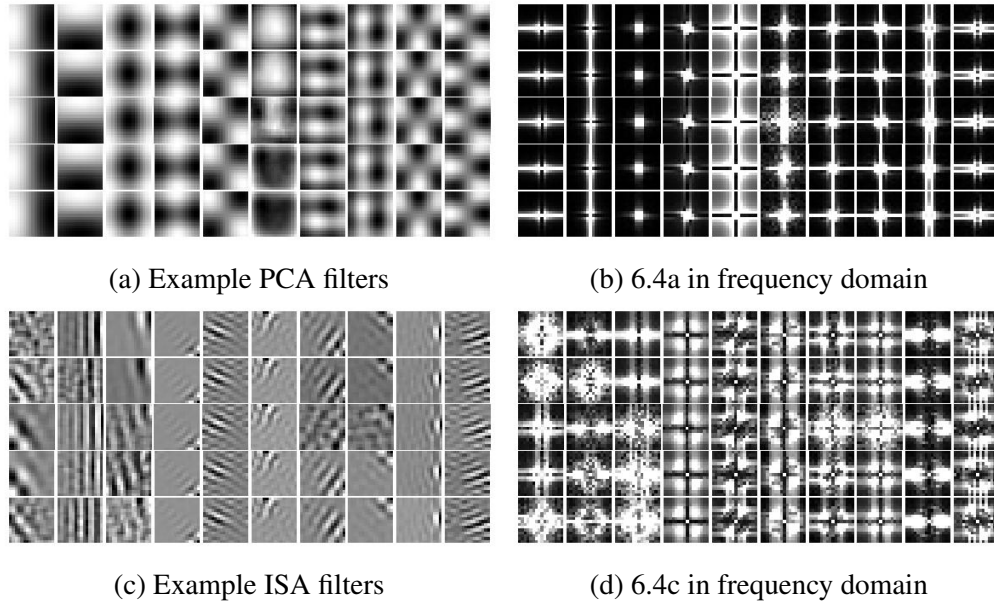 (a) Example PCA filters
(b) 6.4a in frequency domain
(c) Example ISA filters
(d) 6.4c in frequency domain